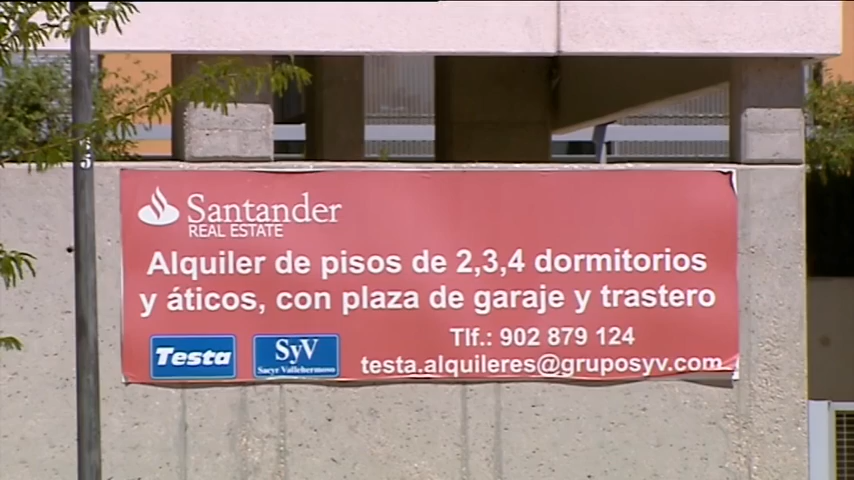 Santander
REAL ESTATE
Alquiler de pisos de 2,3,4 dormitorios
y áticos, con plaza de garaje y trastero
Tlf.: 902 879 124
testa.alquileres@gruposyv.com
Testa
SyV
Sacyr Vallehermoso